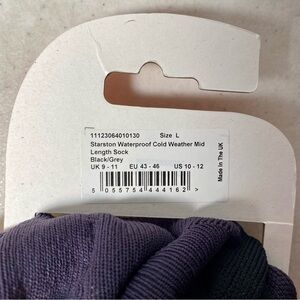 11123064010130 Size L
Starston Waterproof Cold Weather Mid
Length Sock
Black/Grey
UK 9 - 11 EU 43 - 46 US 10 - 12
5 055754 444162 >
Made In The UK